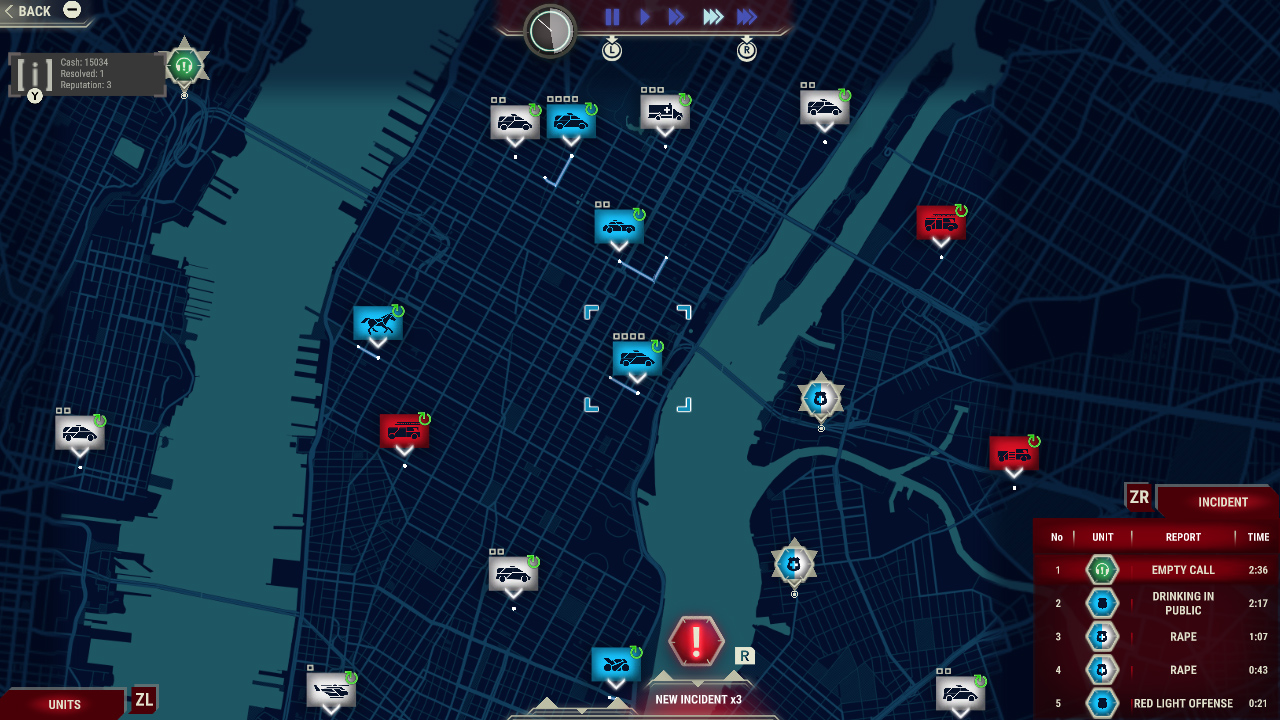 BACK
L
R
Cash: 15034
Resolved: 1
Reputation: 3
[i]
Y
ZR
INCIDENT
No
UNIT
REPORT
TIME
1
EMPTY CALL
2:36
2
DRINKING IN
PUBLIC
2:17
3
RAPE
1:07
4
RAPE
0:43
5
RED LIGHT OFFENSE
0:21
!
R
NEW INCIDENT x3
UNITS
ZL